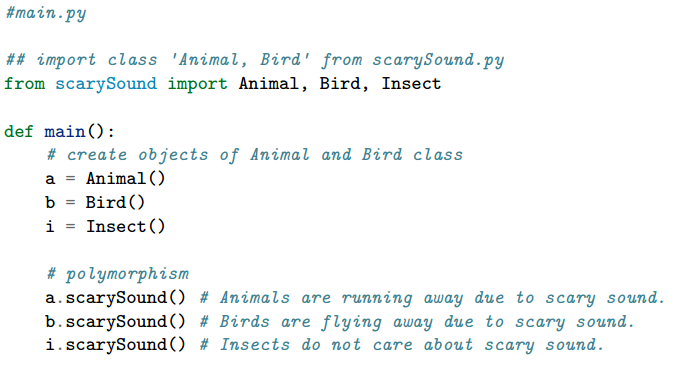 #main.py
## import class 'Animal, Bird' from scarySound.py
from scarySound import Animal, Bird, Insect
def main():
    # create objects of Animal and Bird class
    a = Animal()
    b = Bird()
    i = Insect()
    # polymorphism
    a.scarySound() # Animals are running away due to scary sound.
    b.scarySound() # Birds are flying away due to scary sound.
    i.scarySound() # Insects do not care about scary sound.